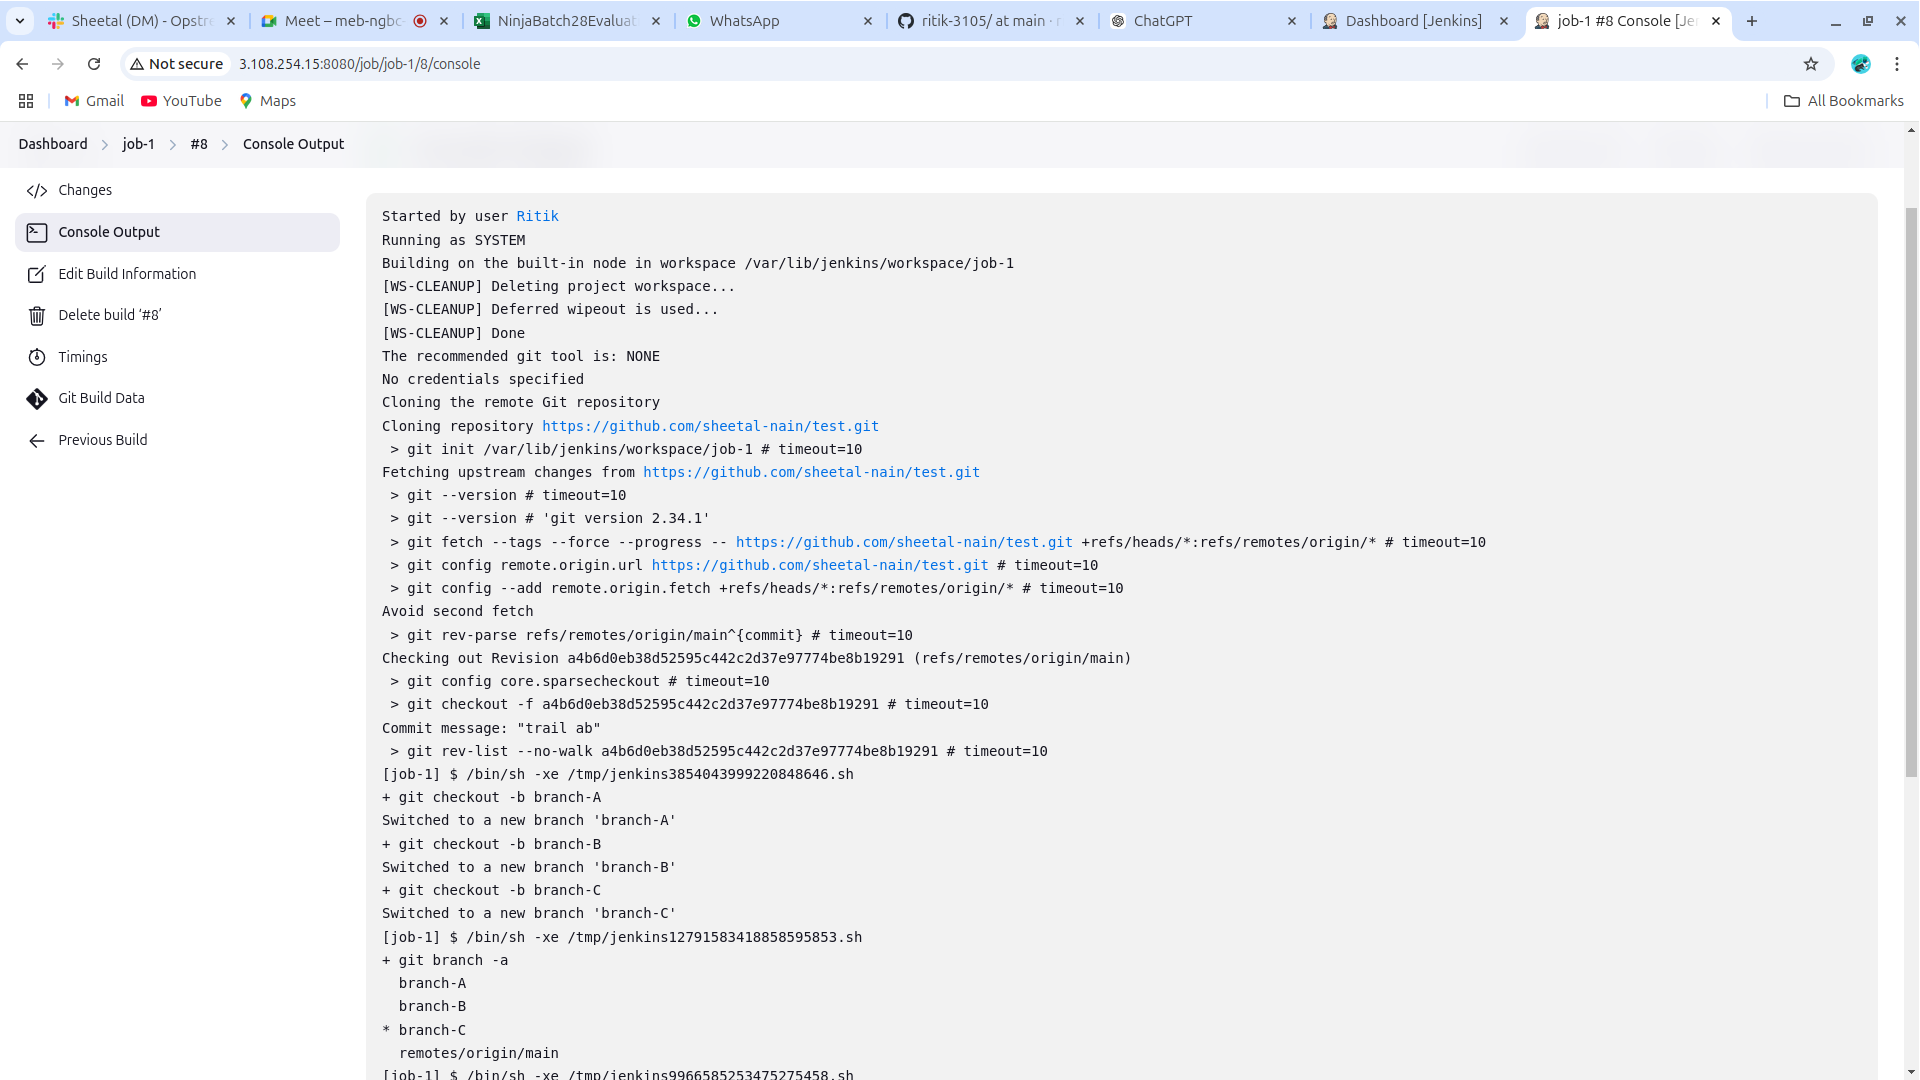 Sheetal (DM) - Opstre
Meet – meb-ngbc-
NinjaBatch28Evaluat
WhatsApp
ritik-3105/ at main · r
ChatGPT
Dashboard [Jenkins]
job-1 #8 Console [Je
Not secure
3.108.254.15:8080/job/job-1/8/console
Gmail
YouTube
Maps
All Bookmarks
Dashboard
job-1
#8
Console Output
Changes
Console Output
Edit Build Information
Delete build ‘#8’
Timings
Git Build Data
Previous Build
Started by user Ritik
Running as SYSTEM
Building on the built-in node in workspace /var/lib/jenkins/workspace/job-1
[WS-CLEANUP] Deleting project workspace...
[WS-CLEANUP] Deferred wipeout is used...
[WS-CLEANUP] Done
The recommended git tool is: NONE
No credentials specified
Cloning the remote Git repository
Cloning repository https://github.com/sheetal-nain/test.git
> git init /var/lib/jenkins/workspace/job-1 # timeout=10
Fetching upstream changes from https://github.com/sheetal-nain/test.git
> git --version # timeout=10
> git --version # 'git version 2.34.1'
> git fetch --tags --force --progress -- https://github.com/sheetal-nain/test.git +refs/heads/*:refs/remotes/origin/* # timeout=10
> git config remote.origin.url https://github.com/sheetal-nain/test.git # timeout=10
> git config --add remote.origin.fetch +refs/heads/*:refs/remotes/origin/* # timeout=10
Avoid second fetch
> git rev-parse refs/remotes/origin/main^{commit} # timeout=10
Checking out Revision a4b6d0eb38d52595c442c2d37e97774be8b19291 (refs/remotes/origin/main)
> git config core.sparsecheckout # timeout=10
> git checkout -f a4b6d0eb38d52595c442c2d37e97774be8b19291 # timeout=10
Commit message: "trail ab"
> git rev-list --no-walk a4b6d0eb38d52595c442c2d37e97774be8b19291 # timeout=10
[job-1] $ /bin/sh -xe /tmp/jenkins3854043999220848646.sh
+ git checkout -b branch-A
Switched to a new branch 'branch-A'
+ git checkout -b branch-B
Switched to a new branch 'branch-B'
+ git checkout -b branch-C
Switched to a new branch 'branch-C'
[job-1] $ /bin/sh -xe /tmp/jenkins12791583418858595853.sh
+ git branch -a
branch-A
branch-B
* branch-C
remotes/origin/main
[job-1] $ /bin/sh -xe /tmp/jenkins9966585253475275458.sh